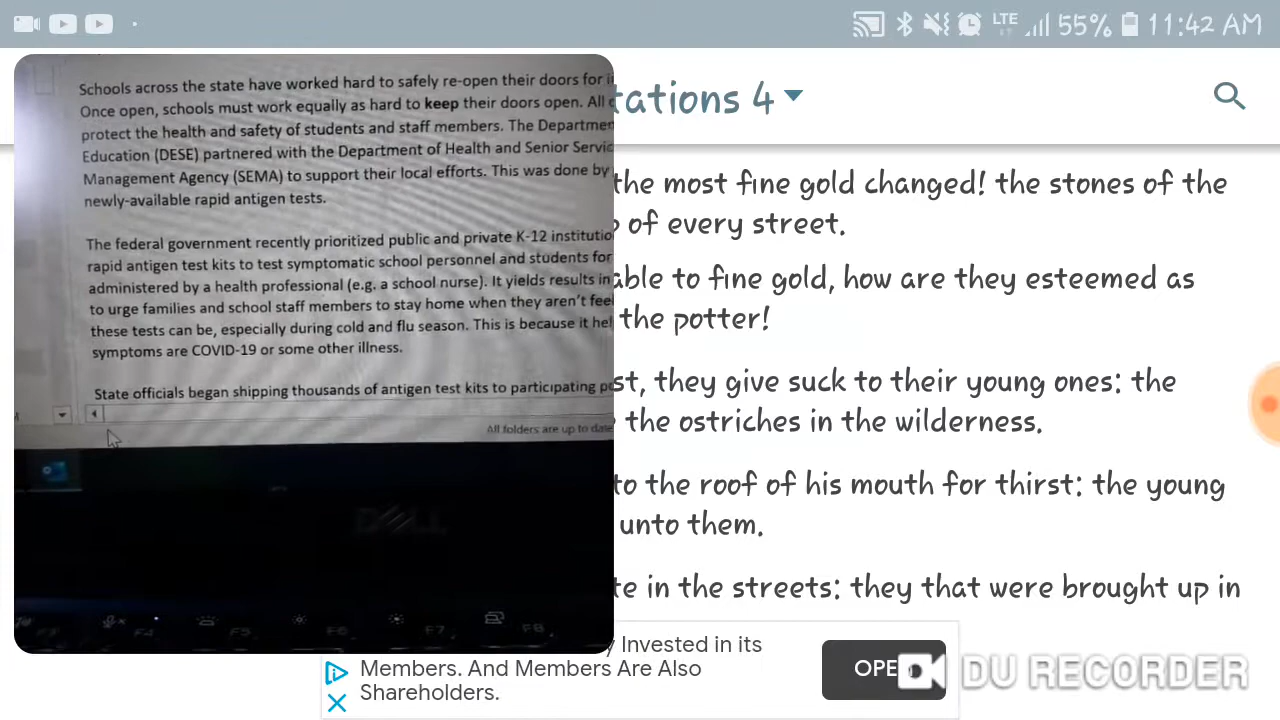 LTE 55% 11:42 AM
Schools across the state have worked hard to safely re-open their doors for
Once open, schools must work equally as hard to keep their doors open. All
protect the health and safety of students and staff members. The
Education (DESE) partnered with the Department of Health and Senior
Management Agency (SEMA) to support their local efforts. This was done by
newly-available rapid antigen tests.
The federal government recently prioritized public and private K-12
rapid antigen test kits to test symptomatic school personnel and students for
administered by a health professional (e.g. a school nurse). It yields results in
to urge families and school staff members to stay home when they aren't
these tests can be, especially during cold and flu season. This is because it
symptoms are COVID-19 or some other illness.
State officials began shipping thousands of antigen test kits to participating
All folders are up to date
DELL
F4 F5 F6 F7 F8
tations 4
the most fine gold changed! the stones of the
of every street.
able to fine gold, how are they esteemed as
the potter!
st, they give suck to their young ones: the
the ostriches in the wilderness.
to the roof of his mouth for thirst: the young
unto them.
te in the streets: they that were brought up in
y Invested in its
Members. And Members Are Also
Shareholders.
OPE
DU RECORDER